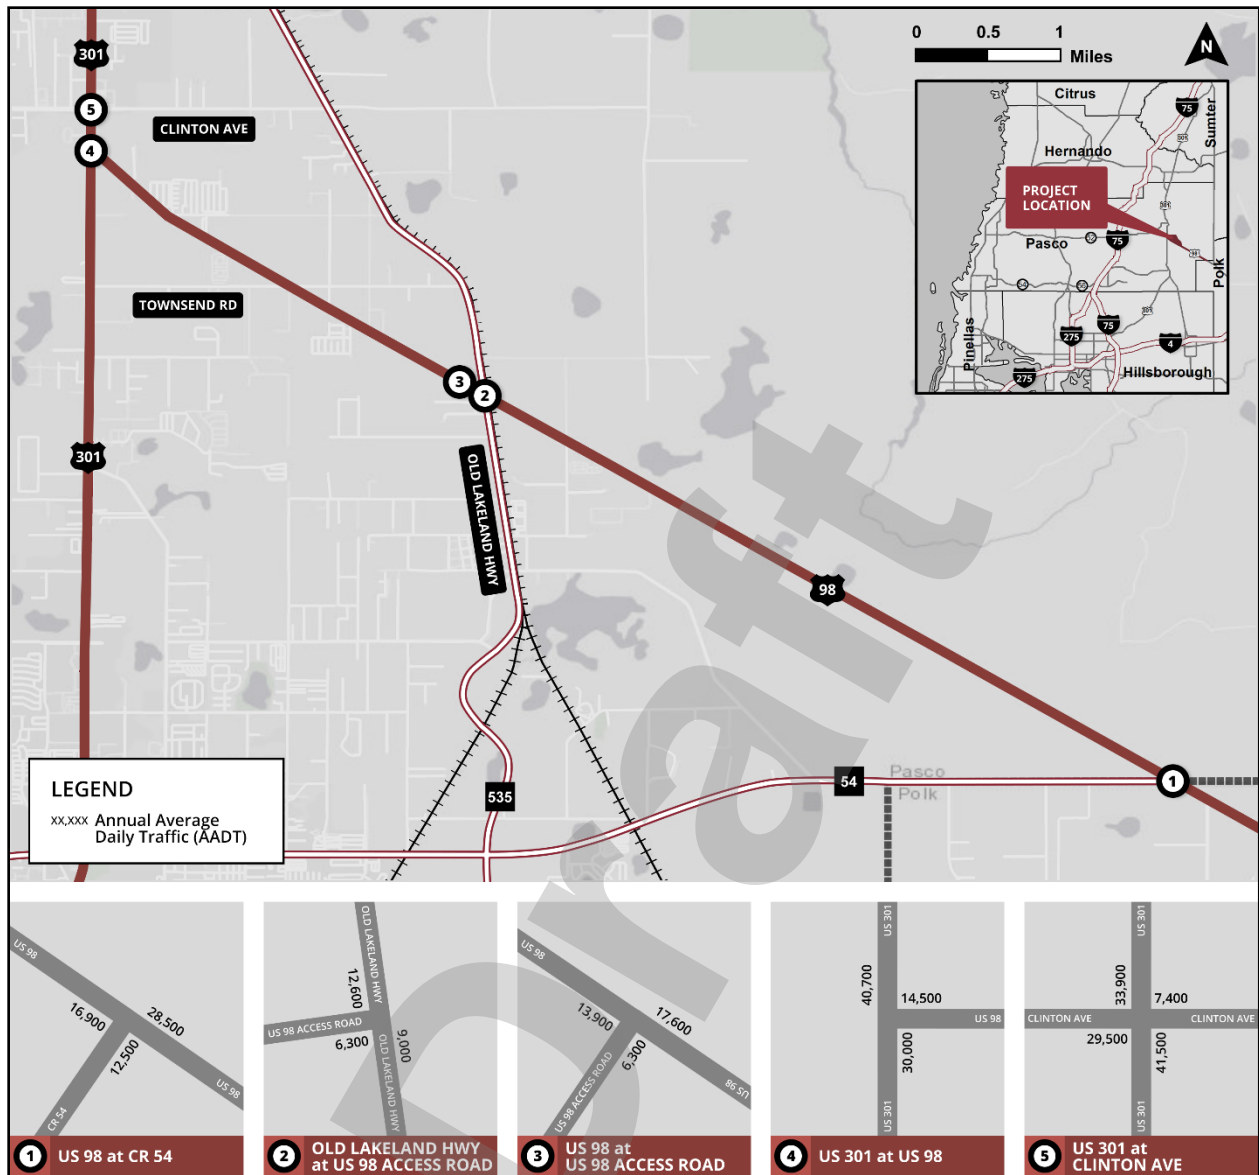 301
5
4
CLINTON AVE
TOWNSEND RD
3
2
301
OLD LAKELAND HWY
98
535
54
Pasco
Polk
1
0 0.5 1
Miles
N
Citrus
75
Sumter
301
Hernando
PROJECT
LOCATION
301
Pasco
52
75
98
Polk
54
56
301
Pinellas
275
75
4
275
Hillsborough
LEGEND
xx,xxx Annual Average
Daily Traffic (AADT)
Draft
US 98
16,900
28,500
12,500
US 98
CR 54
1 US 98 at CR 54
OLD LAKELAND HWY
12,600
US 98 ACCESS ROAD
6,300
9,000
OLD LAKELAND HWY
2 OLD LAKELAND HWY
at US 98 ACCESS ROAD
US 98
13,900
17,600
6,300
US 98 ACCESS ROAD
US 98
3 US 98 at
US 98 ACCESS ROAD
US 301
40,700
14,500
US 98
30,000
US 301
4 US 301 at US 98
US 301
33,900
7,400
CLINTON AVE
CLINTON AVE
29,500
41,500
US 301
5 US 301 at
CLINTON AVE